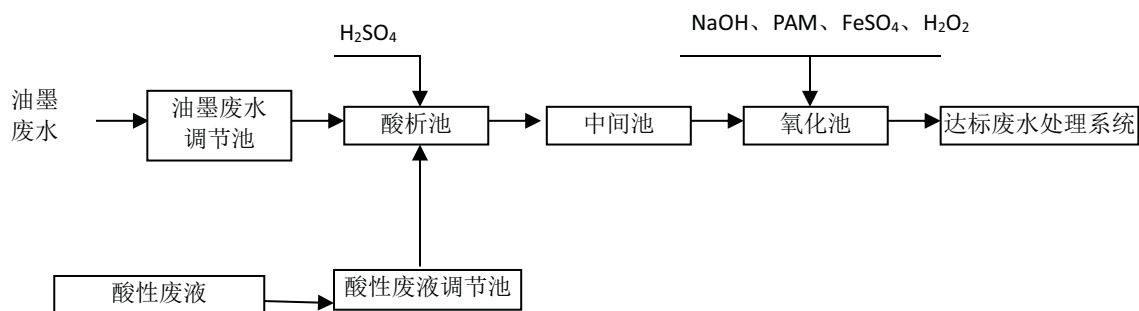 H₂SO₄
NaOH、PAM、FeSO₄、H₂O₂
油墨
废水
油墨废水
调节池
酸析池
中间池
氧化池
达标废水处理系统
酸性废液
酸性废液调节池